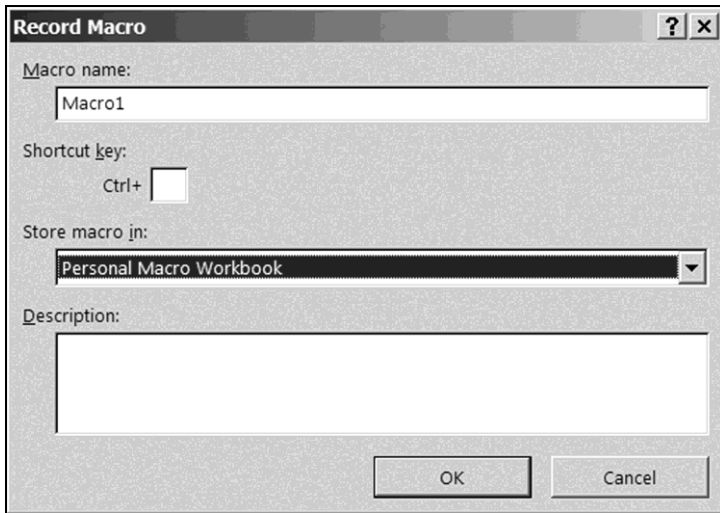 Record Macro
Macro name:
Macro1
Shortcut key:
Ctrl+
Store macro in:
Personal Macro Workbook
Description:
OK Cancel